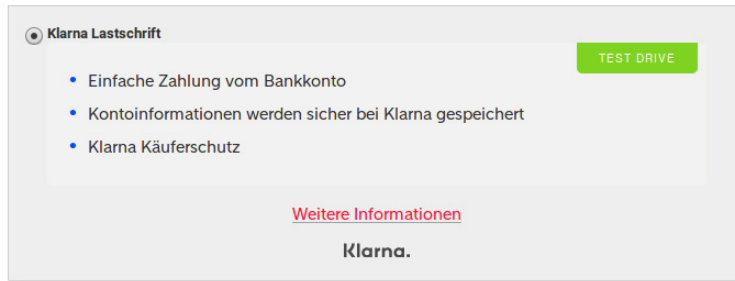 Klarna Lastschrift
TEST DRIVE
Einfache Zahlung vom Bankkonto
Kontoinformationen werden sicher bei Klarna gespeichert
Klarna Käuferschutz
Weitere Informationen
Klarna.